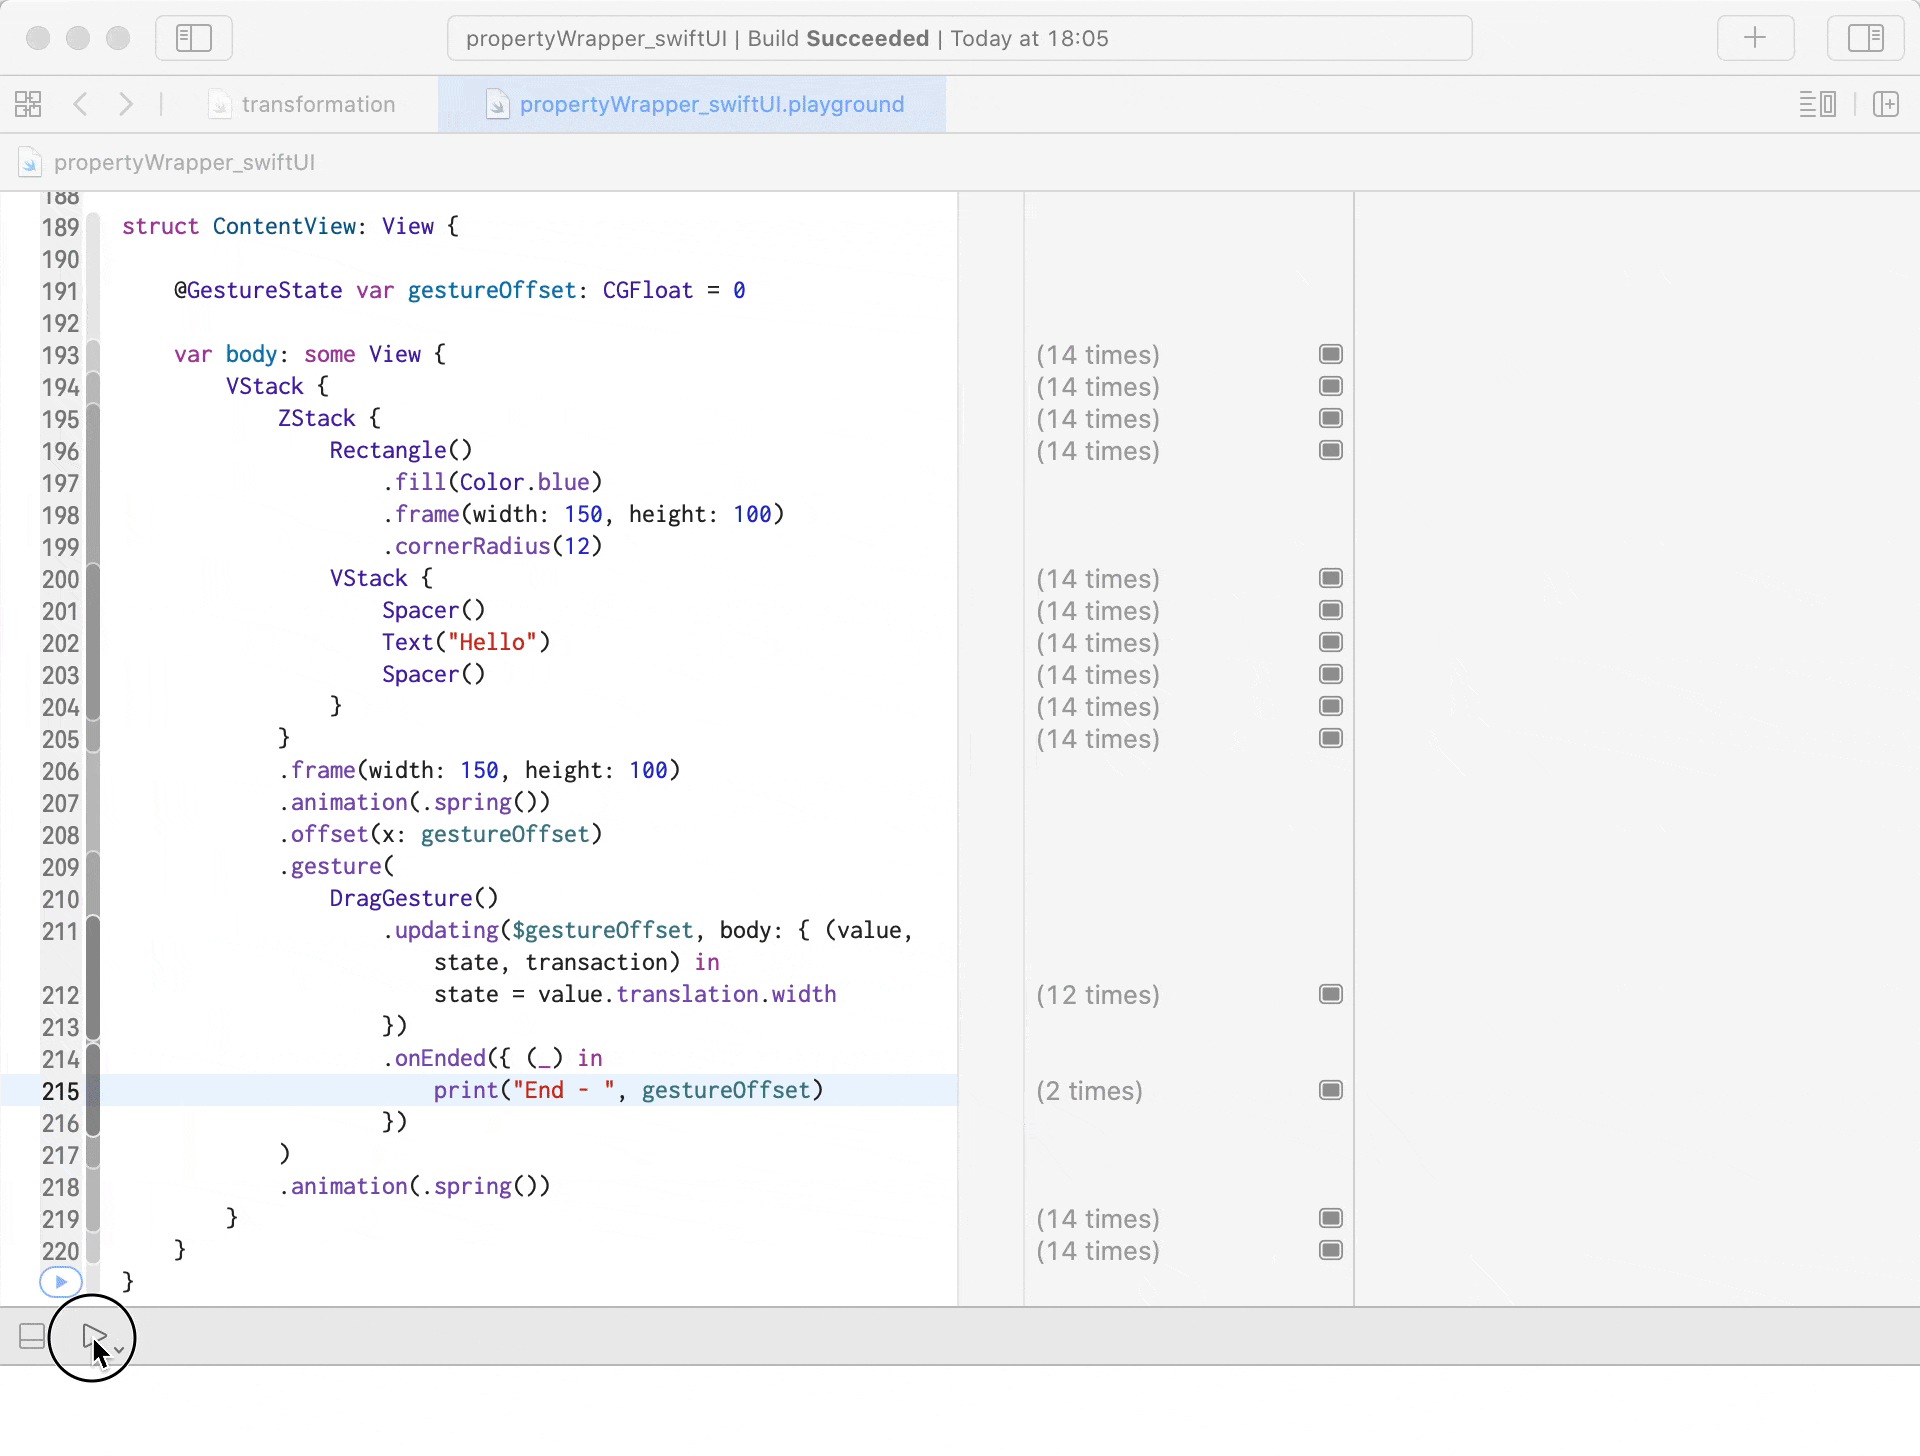 propertyWrapper_swiftUI | Build Succeeded | Today at 18:05
transformation
propertyWrapper_swiftUI.playground
propertyWrapper_swiftUI
188
189 struct ContentView: View {
190
191 @GestureState var gestureOffset: CGFloat = 0
192
193 var body: some View { (14 times)
194 VStack { (14 times)
195 ZStack { (14 times)
196 Rectangle() (14 times)
197 .fill(Color.blue)
198 .frame(width: 150, height: 100)
199 .cornerRadius(12)
200 VStack { (14 times)
201 Spacer() (14 times)
202 Text("Hello") (14 times)
203 Spacer() (14 times)
204 } (14 times)
205 } (14 times)
206 .frame(width: 150, height: 100)
207 .animation(.spring())
208 .offset(x: gestureOffset)
209 .gesture(
210 DragGesture()
211 .updating($gestureOffset, body: { (value,
state, transaction) in
212 state = value.translation.width (12 times)
213 })
214 .onEnded({ (_) in
215 print("End - ", gestureOffset) (2 times)
216 })
217 )
218 .animation(.spring())
219 } (14 times)
220 } (14 times)
}